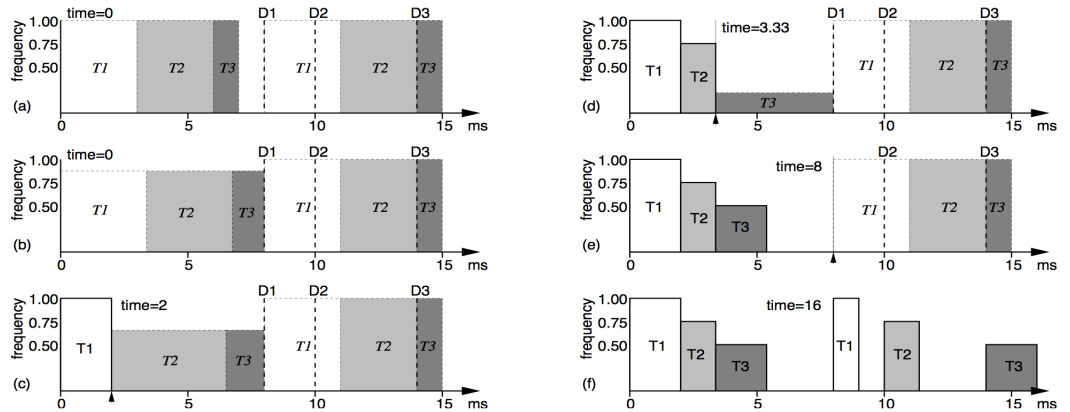 time=0
D1 D2 D3
frequency
1.00
0.75
0.50
T1 T2 T3 T1 T2 T3
(a)
0 5 10 15 ms
time=0
D1 D2 D3
frequency
1.00
0.75
0.50
T1 T2 T3 T1 T2 T3
(b)
0 5 10 15 ms
time=2
D1 D2 D3
frequency
1.00
0.75
0.50
T1 T2 T3 T1 T2 T3
(c)
0 5 10 15 ms
time=3.33
D1 D2 D3
frequency
1.00
0.75
0.50
T1 T2 T3 T1 T2 T3
(d)
0 5 10 15 ms
time=8
D2 D3
frequency
1.00
0.75
0.50
T1 T2 T3 T1 T2 T3
(e)
0 5 10 15 ms
time=16
frequency
1.00
0.75
0.50
T1 T2 T3 T1 T2 T3
(f)
0 5 10 15 ms